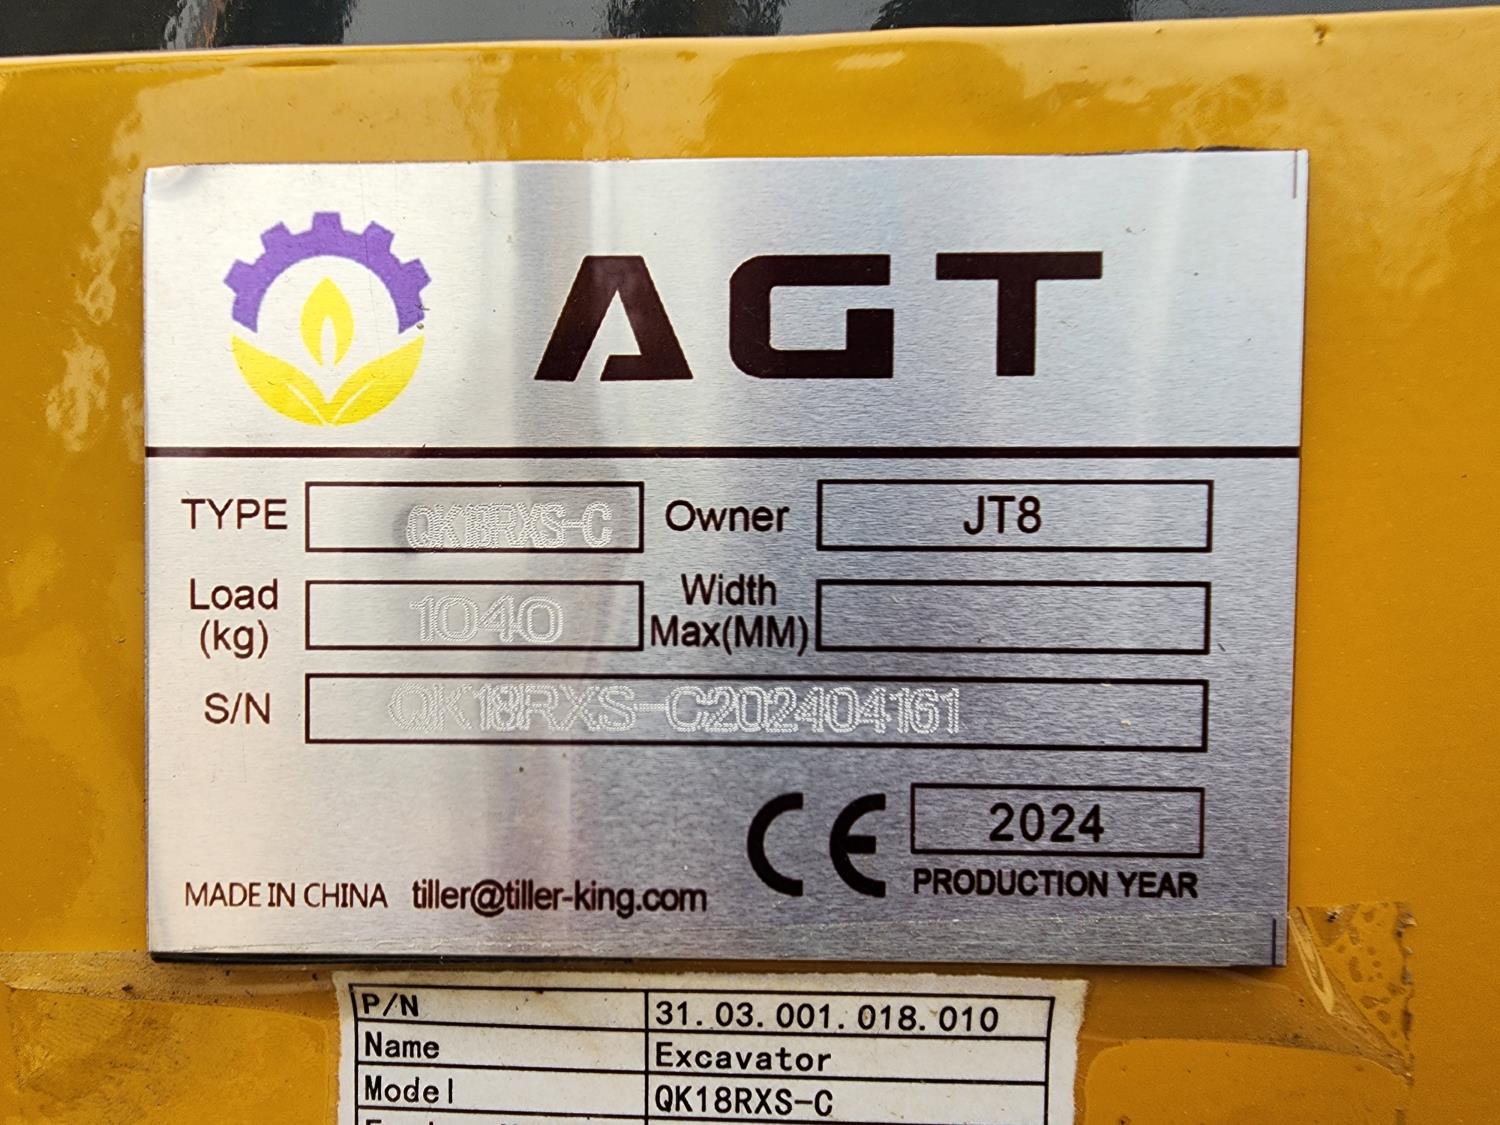 AGT
TYPE QK18RXS-C Owner JT8
Load (kg) 1040 Width Max(MM)
S/N QK18RXS-C202404161
CE 2024
PRODUCTION YEAR
MADE IN CHINA tiller@tiller-king.com
P/N 31.03.001.018.010
Name Excavator
Model QK18RXS-C